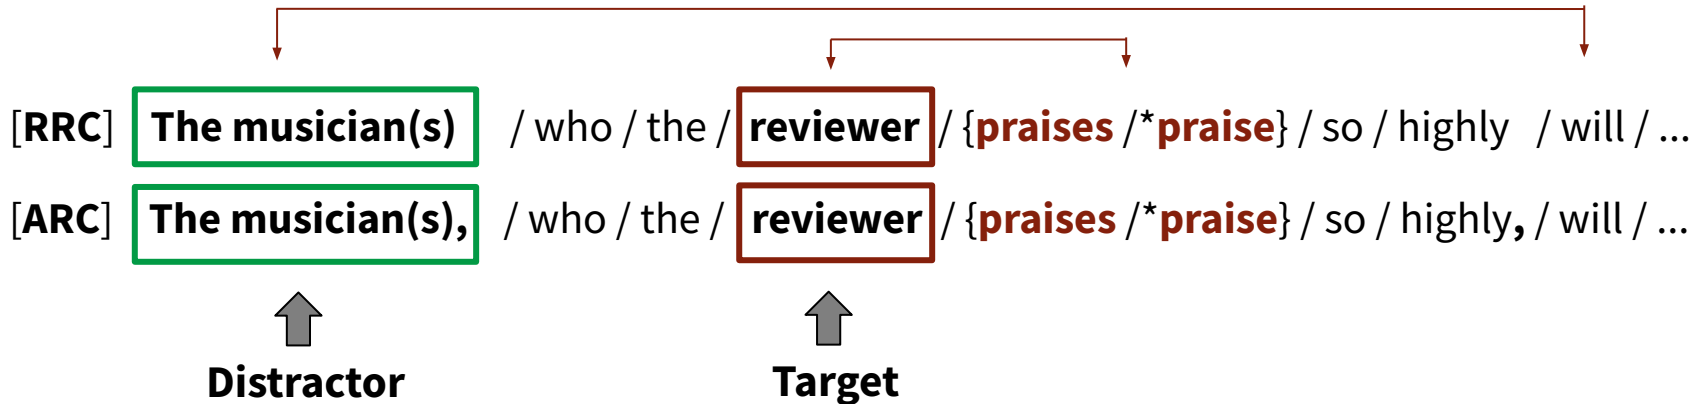 [RRC] The musician(s) / who / the / reviewer / {praises /*praise} / so / highly / will / ...
[ARC] The musician(s), / who / the / reviewer / {praises /*praise} / so / highly, / will / ...
Distractor Target